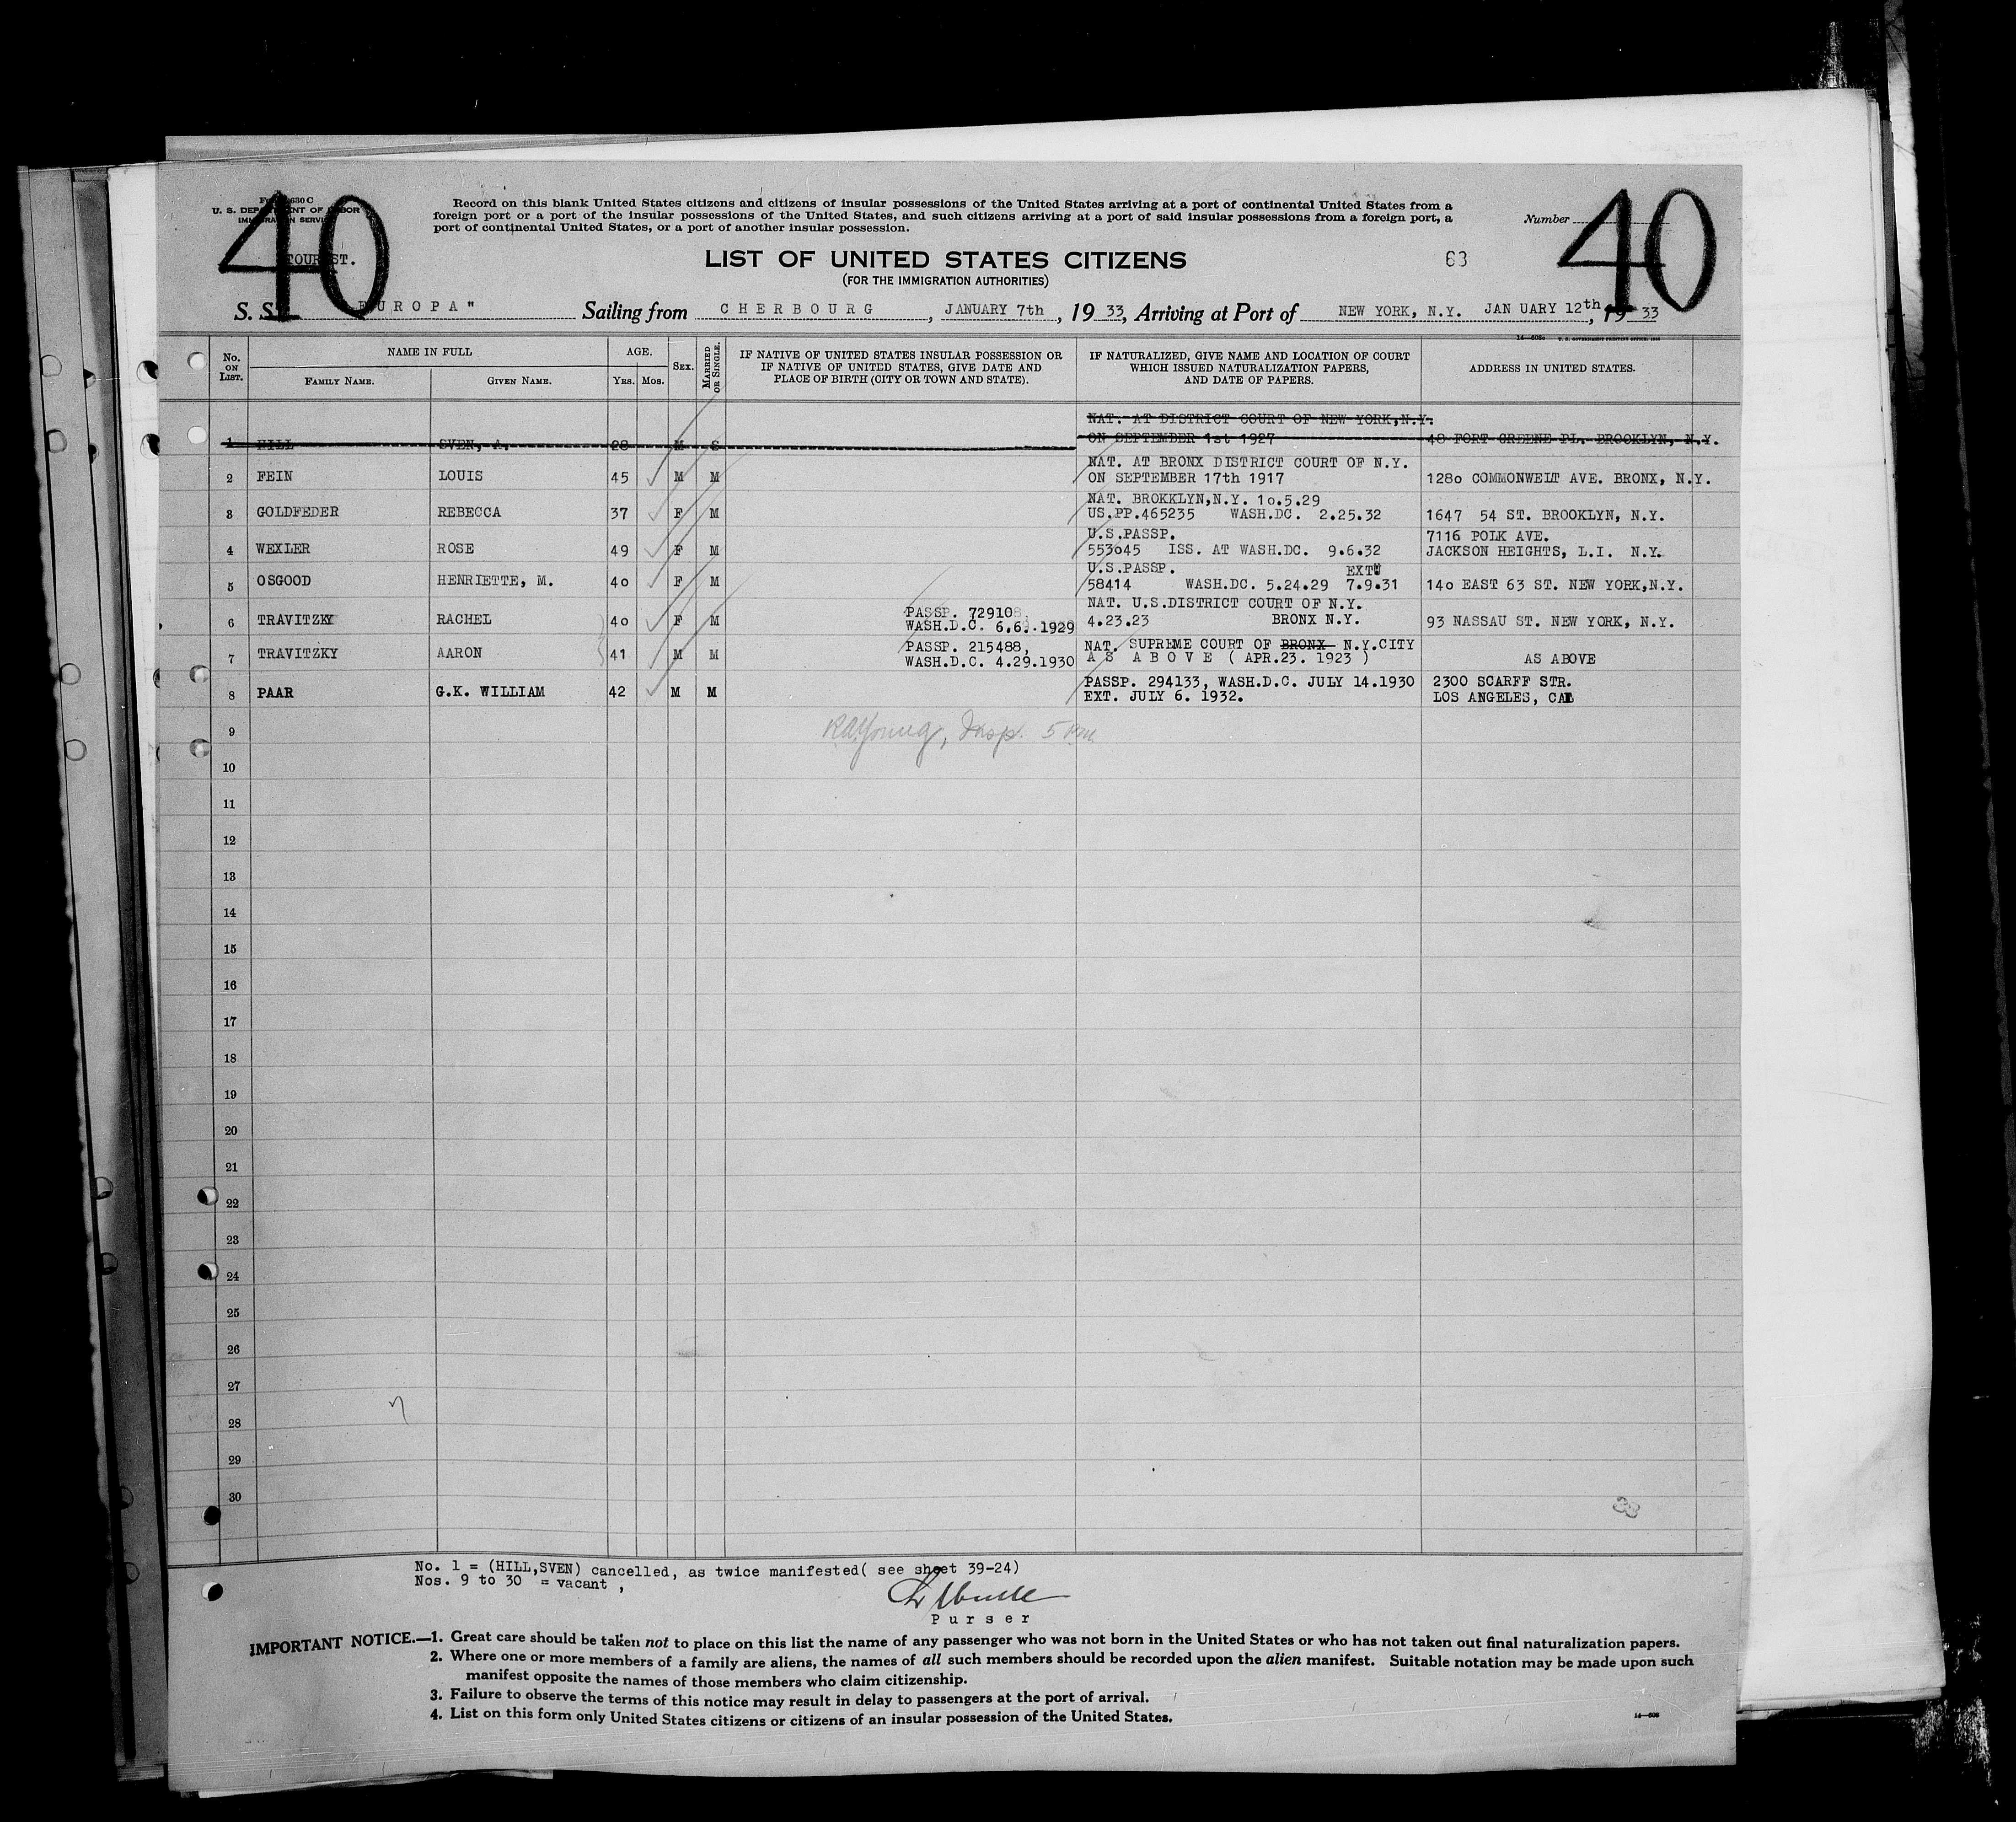 40
Form 630 C
U. S. DEPARTMENT OF LABOR
IMMIGRATION SERVICE
TOURIST.
Record on this blank United States citizens and citizens of insular possessions of the United States arriving at a port of continental United States from a
foreign port or a port of the insular possessions of the United States, and such citizens arriving at a port of said insular possessions from a foreign port, a
port of continental United States, or a port of another insular possession.
Number
40
LIST OF UNITED STATES CITIZENS
(FOR THE IMMIGRATION AUTHORITIES)
63
S. S. EUROPA" Sailing from CHERBOURG, JANUARY 7th, 1933, Arriving at Port of NEW YORK, N.Y. JAN UARY 12th, 1933
No. ON LIST. NAME IN FULL FAMILY NAME. GIVEN NAME. AGE. YRS. MOS. SEX. MARRIED OR SINGLE.
IF NATIVE OF UNITED STATES INSULAR POSSESSION OR
IF NATIVE OF UNITED STATES, GIVE DATE AND
PLACE OF BIRTH (CITY OR TOWN AND STATE).
IF NATURALIZED, GIVE NAME AND LOCATION OF COURT
WHICH ISSUED NATURALIZATION PAPERS,
AND DATE OF PAPERS.
ADDRESS IN UNITED STATES.
NAT. AT DISTRICT COURT OF NEW YORK,N.Y.
1 HILL SVEN, A. 28 M S ON SEPTEMBER 1st 1927 48 FORT GREENE PL. BROOKLYN, N.Y.
NAT. AT BRONX DISTRICT COURT OF N.Y.
2 FEIN LOUIS 45 M M ON SEPTEMBER 17th 1917 128o COMMONWELT AVE. BRONX, N.Y.
NAT. BROKKLYN,N.Y. 1o.5.29
3 GOLDFEDER REBECCA 37 F M US.PP.465235 WASH.DC. 2.25.32 1647 54 ST. BROOKLYN, N.Y.
U.S.PASSP. 7116 POLK AVE.
4 WEXLER ROSE 49 F M 553o45 ISS. AT WASH.DC. 9.6.32 JACKSON HEIGHTS, L.I. N.Y.
U.S.PASSP. EXT
5 OSGOOD HENRIETTE, M. 4o F M 58414 WASH.DC. 5.24.29 7.9.31 14o EAST 63 ST. NEW YORK,N.Y.
PASSP. 729108 NAT. U.S.DISTRICT COURT OF N.Y.
6 TRAVITZKY RACHEL 4o F M WASH.D.C. 6.6.1929 4.23.23 BRONX N.Y. 93 NASSAU ST. NEW YORK, N.Y.
PASSP. 215488, NAT. SUPREME COURT OF BRONX N.Y.CITY
7 TRAVITZKY AARON 41 M M WASH.D.C. 4.29.1930 AS ABOVE ( APR.23. 1923 ) AS ABOVE
PASSP. 294133, WASH.D.C. JULY 14.1930 2300 SCARFF STR.
8 PAAR G.K. WILLIAM 42 M M EXT. JULY 6. 1932. LOS ANGELES, CAL
9 R.A.Young, Insp. 5 P.m.
10
11
12
13
14
15
16
17
18
19
20
21
22
23
24
25
26
27
28
29
30
No. 1 = (HILL,SVEN) cancelled, as twice manifested( see sheet 39-24)
Nos. 9 to 30 = vacant ,
Purser
IMPORTANT NOTICE.—1. Great care should be taken not to place on this list the name of any passenger who was not born in the United States or who has not taken out final naturalization papers.
2. Where one or more members of a family are aliens, the names of all such members should be recorded upon the alien manifest. Suitable notation may be made upon such
manifest opposite the names of those members who claim citizenship.
3. Failure to observe the terms of this notice may result in delay to passengers at the port of arrival.
4. List on this form only United States citizens or citizens of an insular possession of the United States.